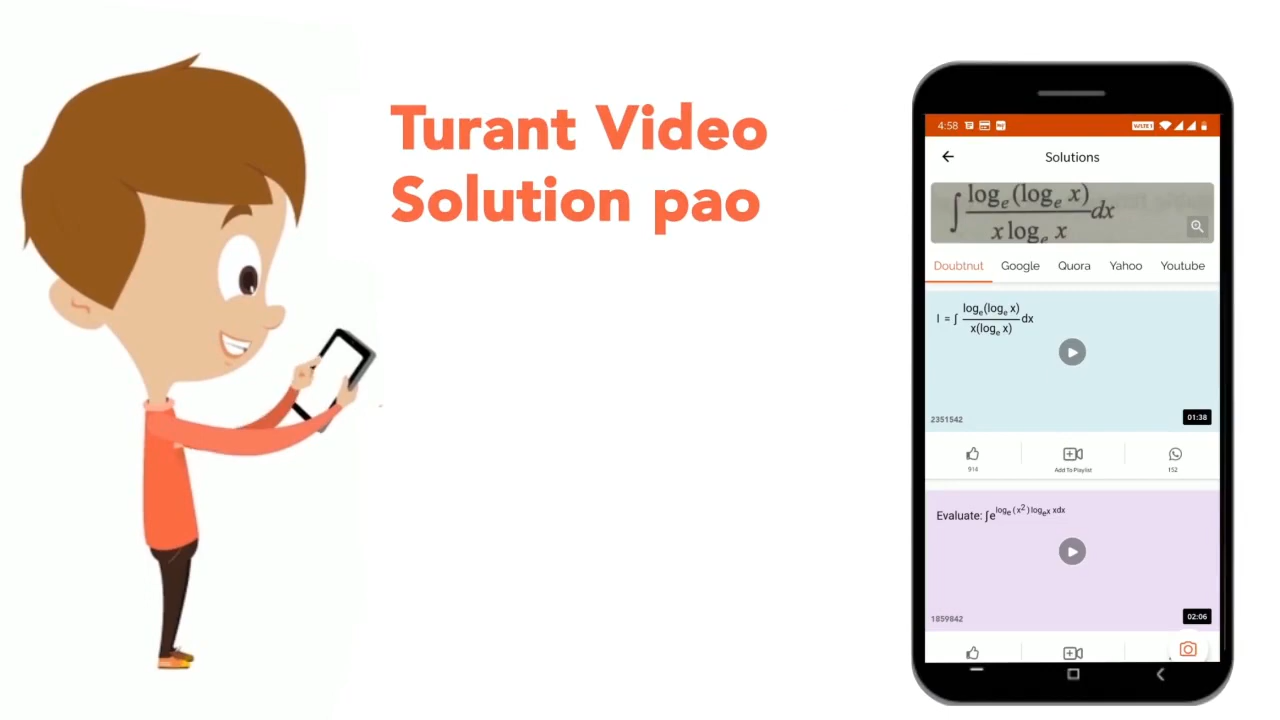 Turant Video
Solution pao
4:58
VoLTE1
Solutions
∫ logₑ(logₑ x) / x logₑ x dx
Doubtnut Google Quora Yahoo Youtube
I = ∫ logₑ(logₑ x) / x(logₑ x) dx
2351542 01:38
914 Add To Playlist 152
Evaluate: ∫e^logₑ(x²)logₑx xdx
1859842 02:06